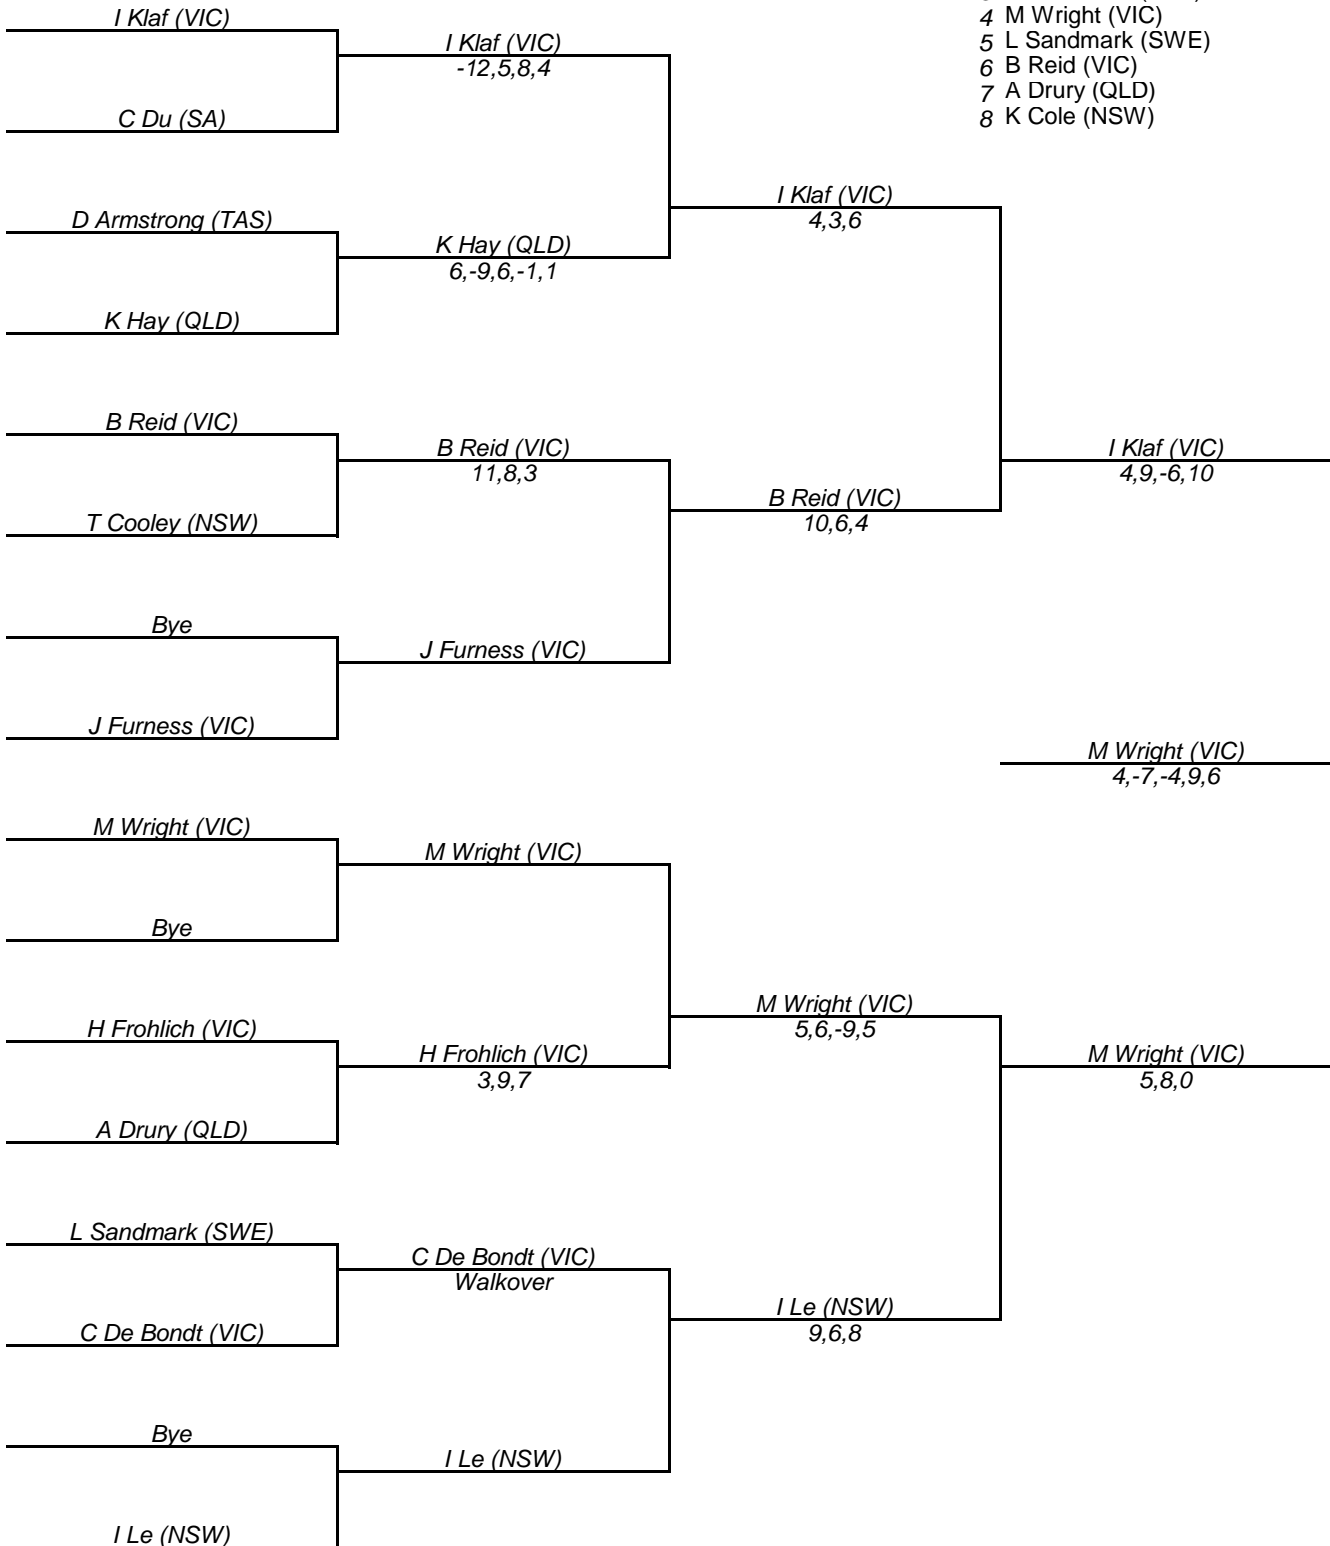 4 M Wright (VIC)
5 L Sandmark (SWE)
6 B Reid (VIC)
7 A Drury (QLD)
8 K Cole (NSW)
I Klaf (VIC)
I Klaf (VIC)
-12,5,8,4
C Du (SA)
I Klaf (VIC)
4,3,6
D Armstrong (TAS)
K Hay (QLD)
6,-9,6,-1,1
K Hay (QLD)
B Reid (VIC)
B Reid (VIC)
11,8,3
I Klaf (VIC)
4,9,-6,10
T Cooley (NSW)
B Reid (VIC)
10,6,4
Bye
J Furness (VIC)
J Furness (VIC)
M Wright (VIC)
4,-7,-4,9,6
M Wright (VIC)
M Wright (VIC)
Bye
M Wright (VIC)
5,6,-9,5
H Frohlich (VIC)
H Frohlich (VIC)
3,9,7
M Wright (VIC)
5,8,0
A Drury (QLD)
L Sandmark (SWE)
C De Bondt (VIC)
Walkover
C De Bondt (VIC)
I Le (NSW)
9,6,8
Bye
I Le (NSW)
I Le (NSW)